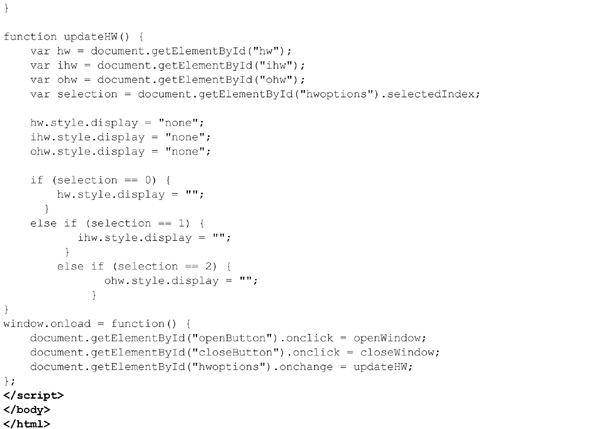 }

function updateHW() {
    var hw = document.getElementById("hw");
    var ihw = document.getElementById("ihw");
    var ohw = document.getElementById("ohw");
    var selection = document.getElementById("hwoptions").selectedIndex;

    hw.style.display = "none";
    ihw.style.display = "none";
    ohw.style.display = "none";

    if (selection == 0) {
        hw.style.display = "";
      }
    else if (selection == 1) {
           ihw.style.display = "";
         }
        else if (selection == 2) {
               ohw.style.display = "";
             }
}
window.onload = function() {
    document.getElementById("openButton").onclick = openWindow;
    document.getElementById("closeButton").onclick = closeWindow;
    document.getElementById("hwoptions").onchange = updateHW;
};
</script>
</body>
</html>